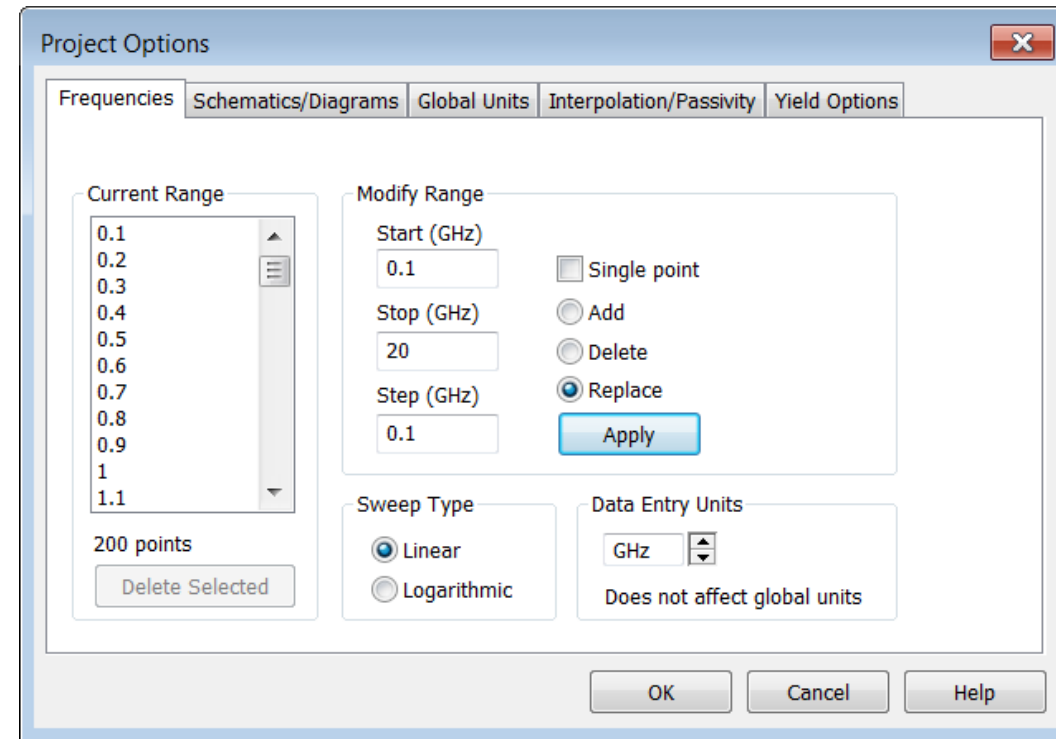 Project Options
Frequencies Schematics/Diagrams Global Units Interpolation/Passivity Yield Options
Current Range
0.1
0.2
0.3
0.4
0.5
0.6
0.7
0.8
0.9
1
1.1
200 points
Delete Selected
Modify Range
Start (GHz)
0.1
Stop (GHz)
20
Step (GHz)
0.1
Single point
Add
Delete
Replace
Apply
Sweep Type
Linear
Logarithmic
Data Entry Units
GHz
Does not affect global units
OK Cancel Help